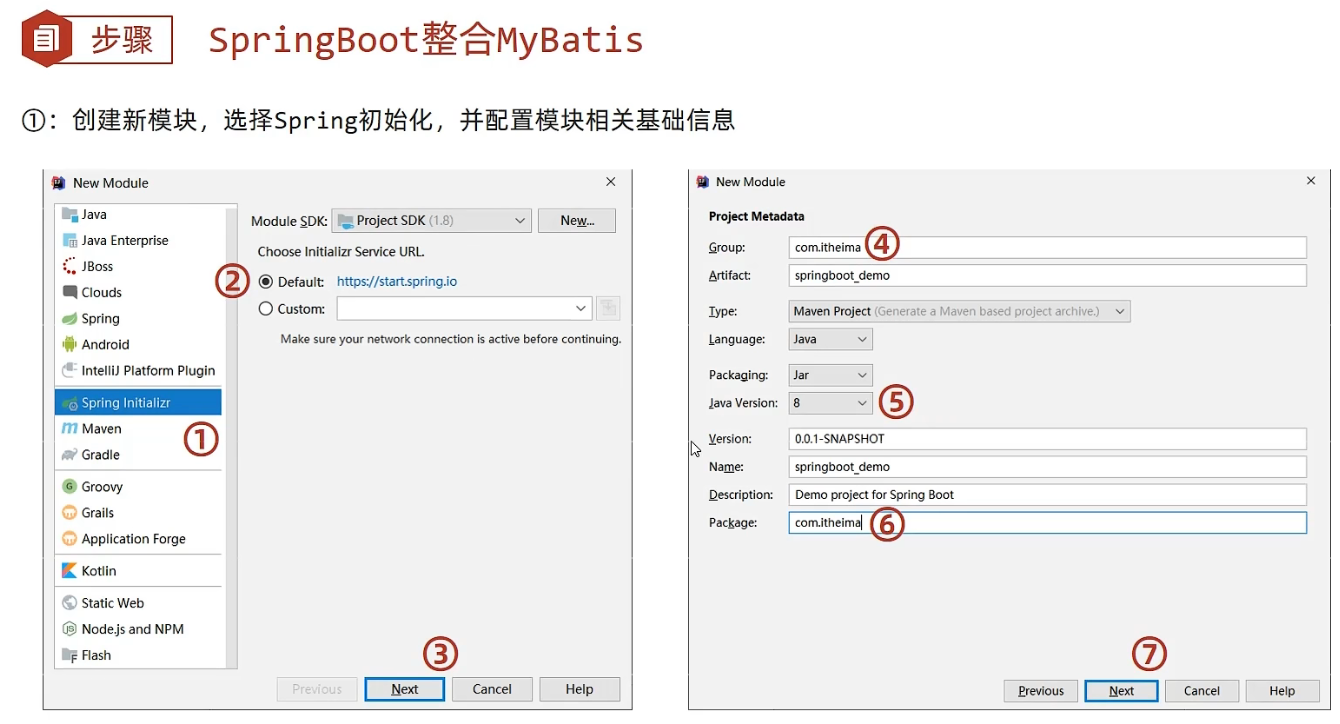 步骤
SpringBoot整合MyBatis
①：创建新模块，选择Spring初始化，并配置模块相关基础信息
New Module
Java
Java Enterprise
JBoss
Clouds
Spring
Android
IntelliJ Platform Plugin
Spring Initializr
Maven
①
Gradle
Groovy
Grails
Application Forge
Kotlin
Static Web
Node.js and NPM
Flash
Module SDK: Project SDK (1.8) New...
Choose Initializr Service URL.
② Default: https://start.spring.io
Custom:
Make sure your network connection is active before continuing.
③
Previous Next Cancel Help
New Module
Project Metadata
Group: com.itheima ④
Artifact: springboot_demo
Type: Maven Project (Generate a Maven based project archive.)
Language: Java
Packaging: Jar
Java Version: 8 ⑤
Version: 0.0.1-SNAPSHOT
Name: springboot_demo
Description: Demo project for Spring Boot
Package: com.itheima ⑥
⑦
Previous Next Cancel Help